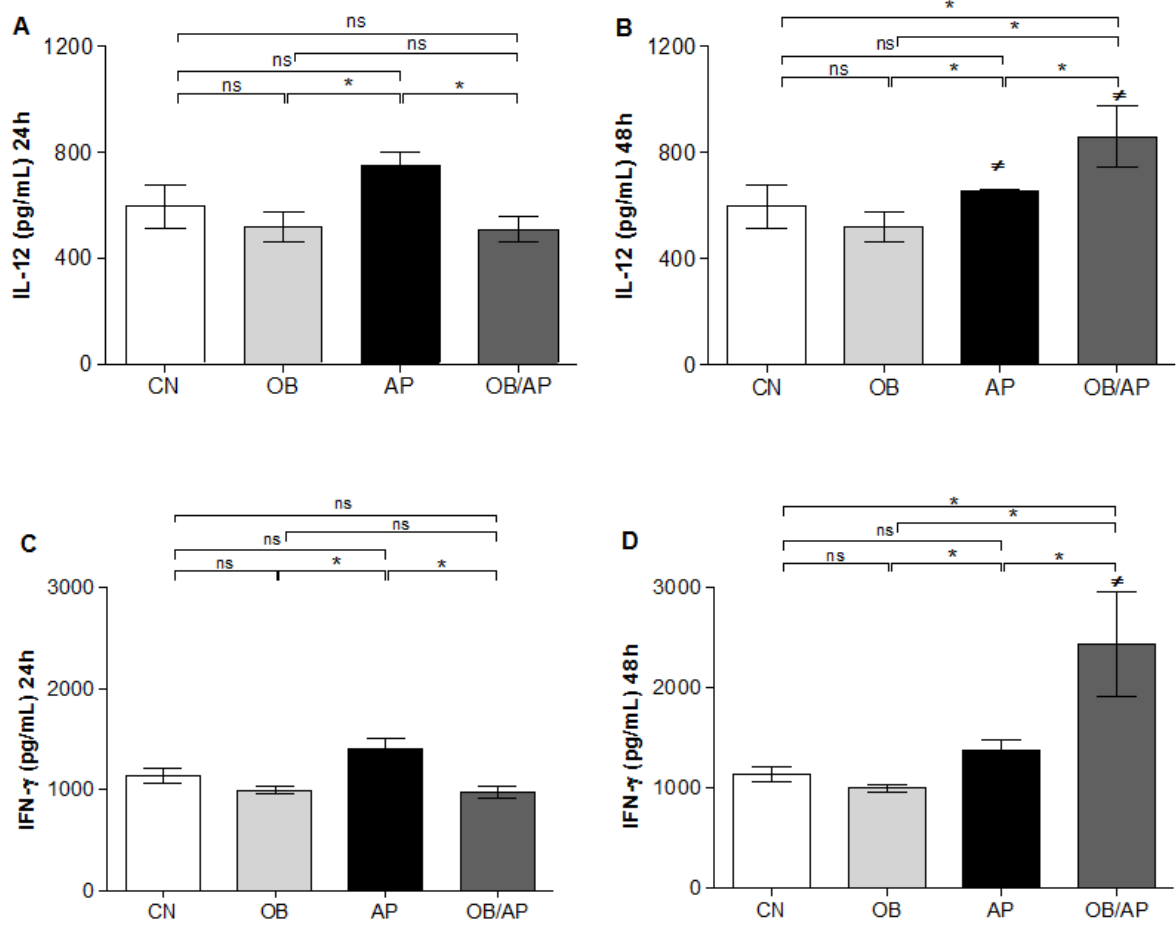 A
ns
ns
ns
ns * *
1200
800
400
0
IL-12 (pg/mL) 24h
CN OB AP OB/AP
B
*
*
ns
ns * *
1200
800
400
0
IL-12 (pg/mL) 48h
≠
≠
CN OB AP OB/AP
C
ns
ns
ns
ns * *
3000
2000
1000
0
IFN-γ (pg/mL) 24h
CN OB AP OB/AP
D
*
*
ns
ns * *
3000
2000
1000
0
IFN-γ (pg/mL) 48h
≠
CN OB AP OB/AP